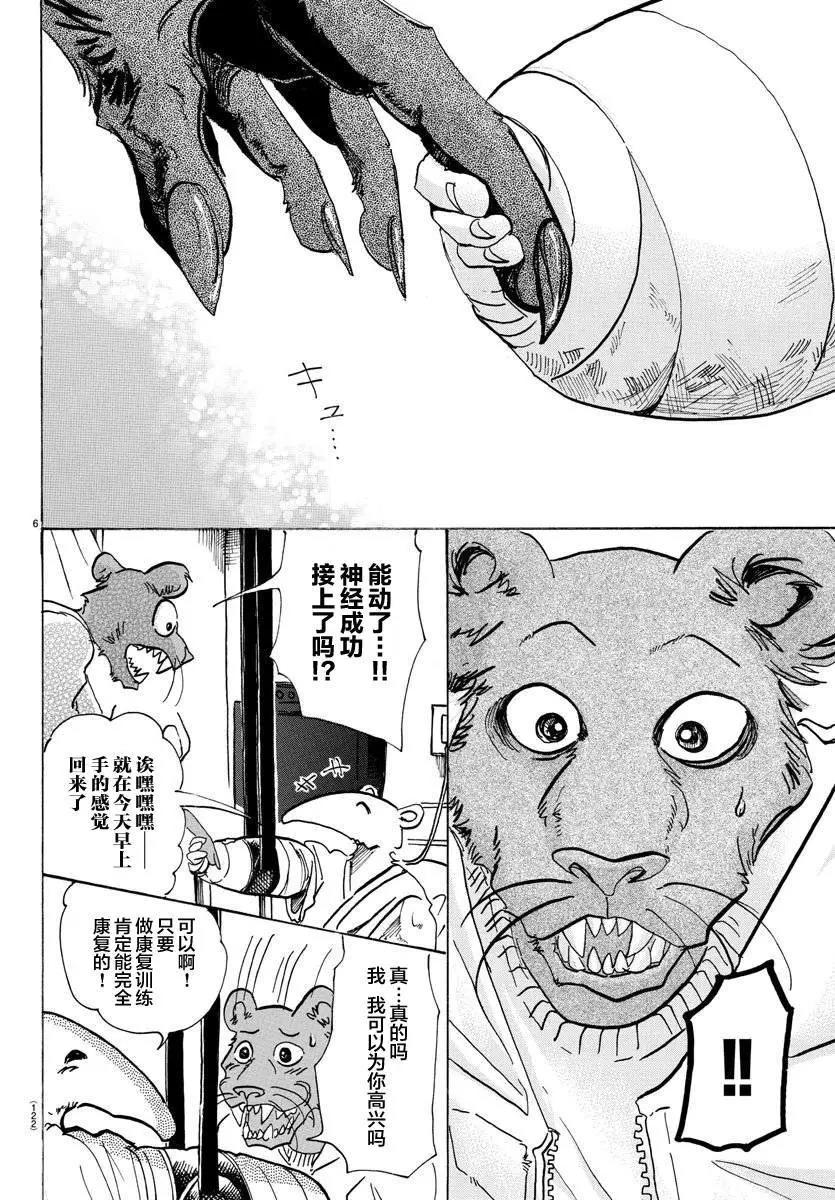 キュ…
6
!!
能动了…!!
神经成功
接上了吗!?
诶嘿嘿嘿——
就在今天早上
手的感觉
回来了
真…真的吗
我 我可以为你
高兴吗
可以啊！
只要
做康复训练
肯定能完全
康复的！
(122)